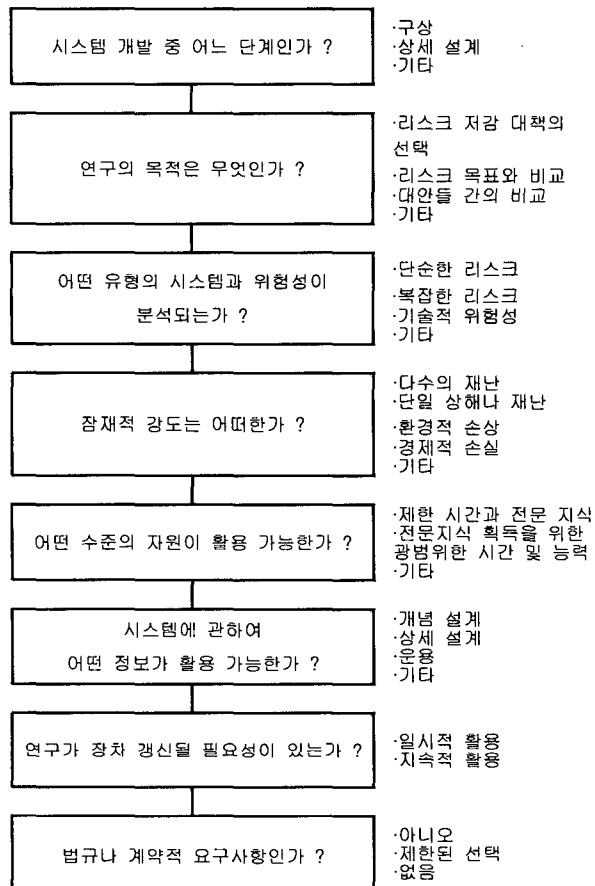 시스템 개발 중 어느 단계인가 ?
·구상
·상세 설계
·기타
연구의 목적은 무엇인가 ?
·리스크 저감 대책의
선택
·리스크 목표와 비교
·대안들 간의 비교
·기타
어떤 유형의 시스템과 위험성이
분석되는가 ?
·단순한 리스크
·복잡한 리스크
·기술적 위험성
·기타
잠재적 강도는 어떠한가 ?
·다수의 재난
·단일 상해나 재난
·환경적 손상
·경제적 손실
·기타
어떤 수준의 자원이 활용 가능한가 ?
·제한 시간과 전문 지식
·전문지식 획득을 위한
광범위한 시간 및 능력
·기타
시스템에 관하여
어떤 정보가 활용 가능한가 ?
·개념 설계
·상세 설계
·운용
·기타
연구가 장차 갱신될 필요성이 있는가 ?
·일시적 활용
·지속적 활용
법규나 계약적 요구사항인가 ?
·아니오
·제한된 선택
·없음